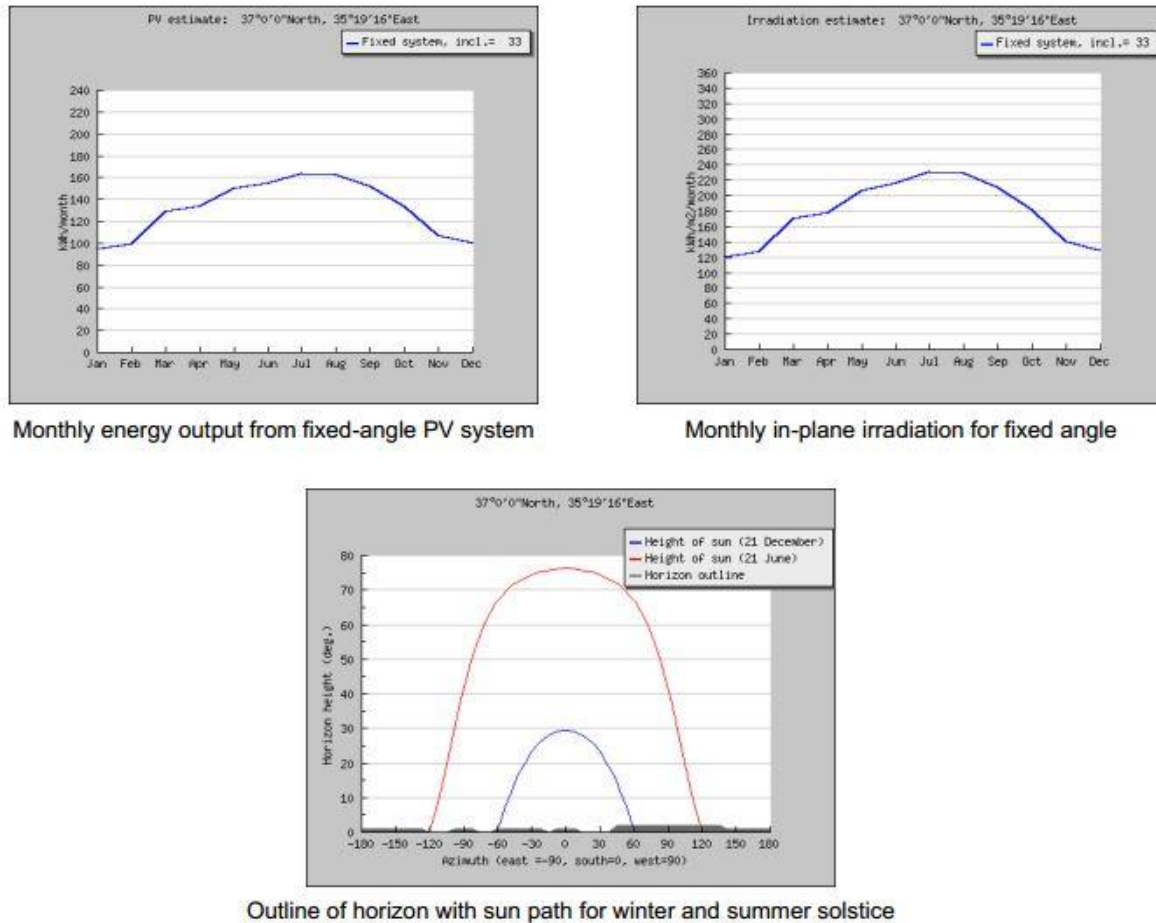 PV estimate: 37°0'0"North, 35°19'16"East
Fixed system, incl.= 33
240
220
200
180
160
140
120
100
80
60
40
20
0
kWh/month
Jan Feb Mar Apr May Jun Jul Aug Sep Oct Nov Dec
Monthly energy output from fixed-angle PV system
Irradiation estimate: 37°0'0"North, 35°19'16"East
Fixed system, incl.= 33
360
340
320
300
280
260
240
220
200
180
160
140
120
100
80
60
40
20
0
kWh/m2/month
Jan Feb Mar Apr May Jun Jul Aug Sep Oct Nov Dec
Monthly in-plane irradiation for fixed angle
37°0'0"North, 35°19'16"East
Height of sun (21 December)
Height of sun (21 June)
Horizon outline
80
70
60
50
40
30
20
10
0
Horizon height (deg.)
-180 -150 -120 -90 -60 -30 0 30 60 90 120 150 180
Azimuth (east =-90, south=0, west=90)
Outline of horizon with sun path for winter and summer solstice